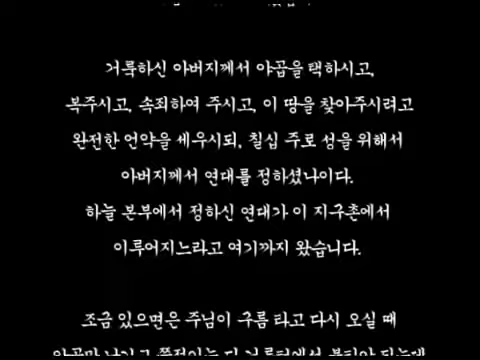 거룩하신 아버지께서 야곱을 택하시고,
복주시고, 속죄하여 주시고, 이 땅을 찾아주시려고
완전한 언약을 세우시되, 칠십 주로 성을 위해서
아버지께서 연대를 정하셨나이다.
하늘 본부에서 정하신 연대가 이 지구촌에서
이루어지느라고 여기까지 왔습니다.
조금 있으면은 주님이 구름 타고 다시 오실 때